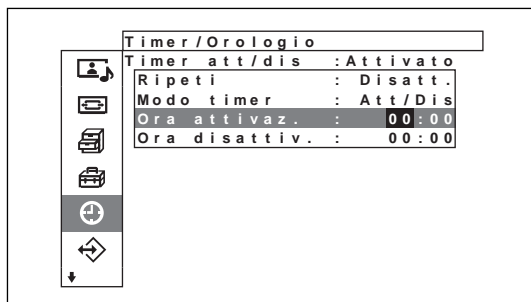 Timer/Orologio
Timer att/dis :Attivato
Ripeti : Disatt.
Modo timer : Att/Dis
Ora attivaz. : 00:00
Ora disattiv. : 00:00